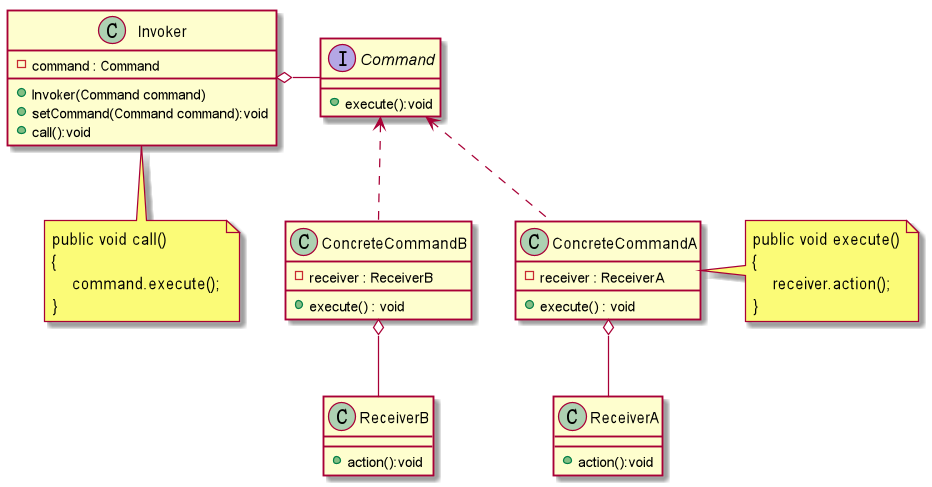 C Invoker
command : Command
Invoker(Command command)
setCommand(Command command):void
call():void
I Command
execute():void
public void call()
{
command.execute();
}
C ConcreteCommandB
receiver : ReceiverB
execute() : void
C ConcreteCommandA
receiver : ReceiverA
execute() : void
public void execute()
{
receiver.action();
}
C ReceiverB
action():void
C ReceiverA
action():void